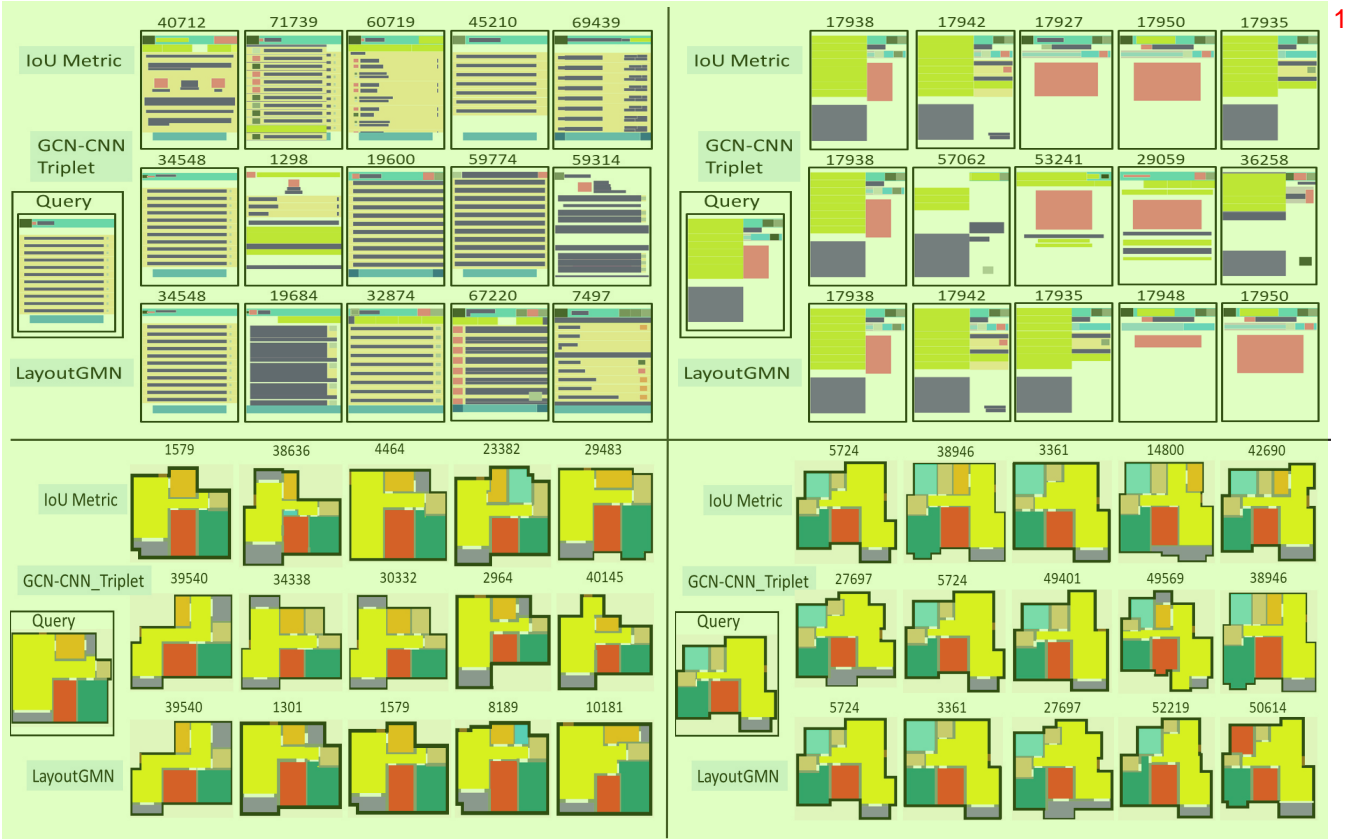 1
40712 71739 60719 45210 69439
IoU Metric
GCN-CNN
Triplet
34548 1298 19600 59774 59314
Query
34548 19684 32874 67220 7497
LayoutGMN
17938 17942 17927 17950 17935
IoU Metric
GCN-CNN
Triplet
17938 57062 53241 29059 36258
Query
17938 17942 17935 17948 17950
LayoutGMN
1579 38636 4464 23382 29483
IoU Metric
GCN-CNN_Triplet
39540 34338 30332 2964 40145
Query
39540 1301 1579 8189 10181
LayoutGMN
5724 38946 3361 14800 42690
IoU Metric
GCN-CNN_Triplet
27697 5724 49401 49569 38946
Query
5724 3361 27697 52219 50614
LayoutGMN